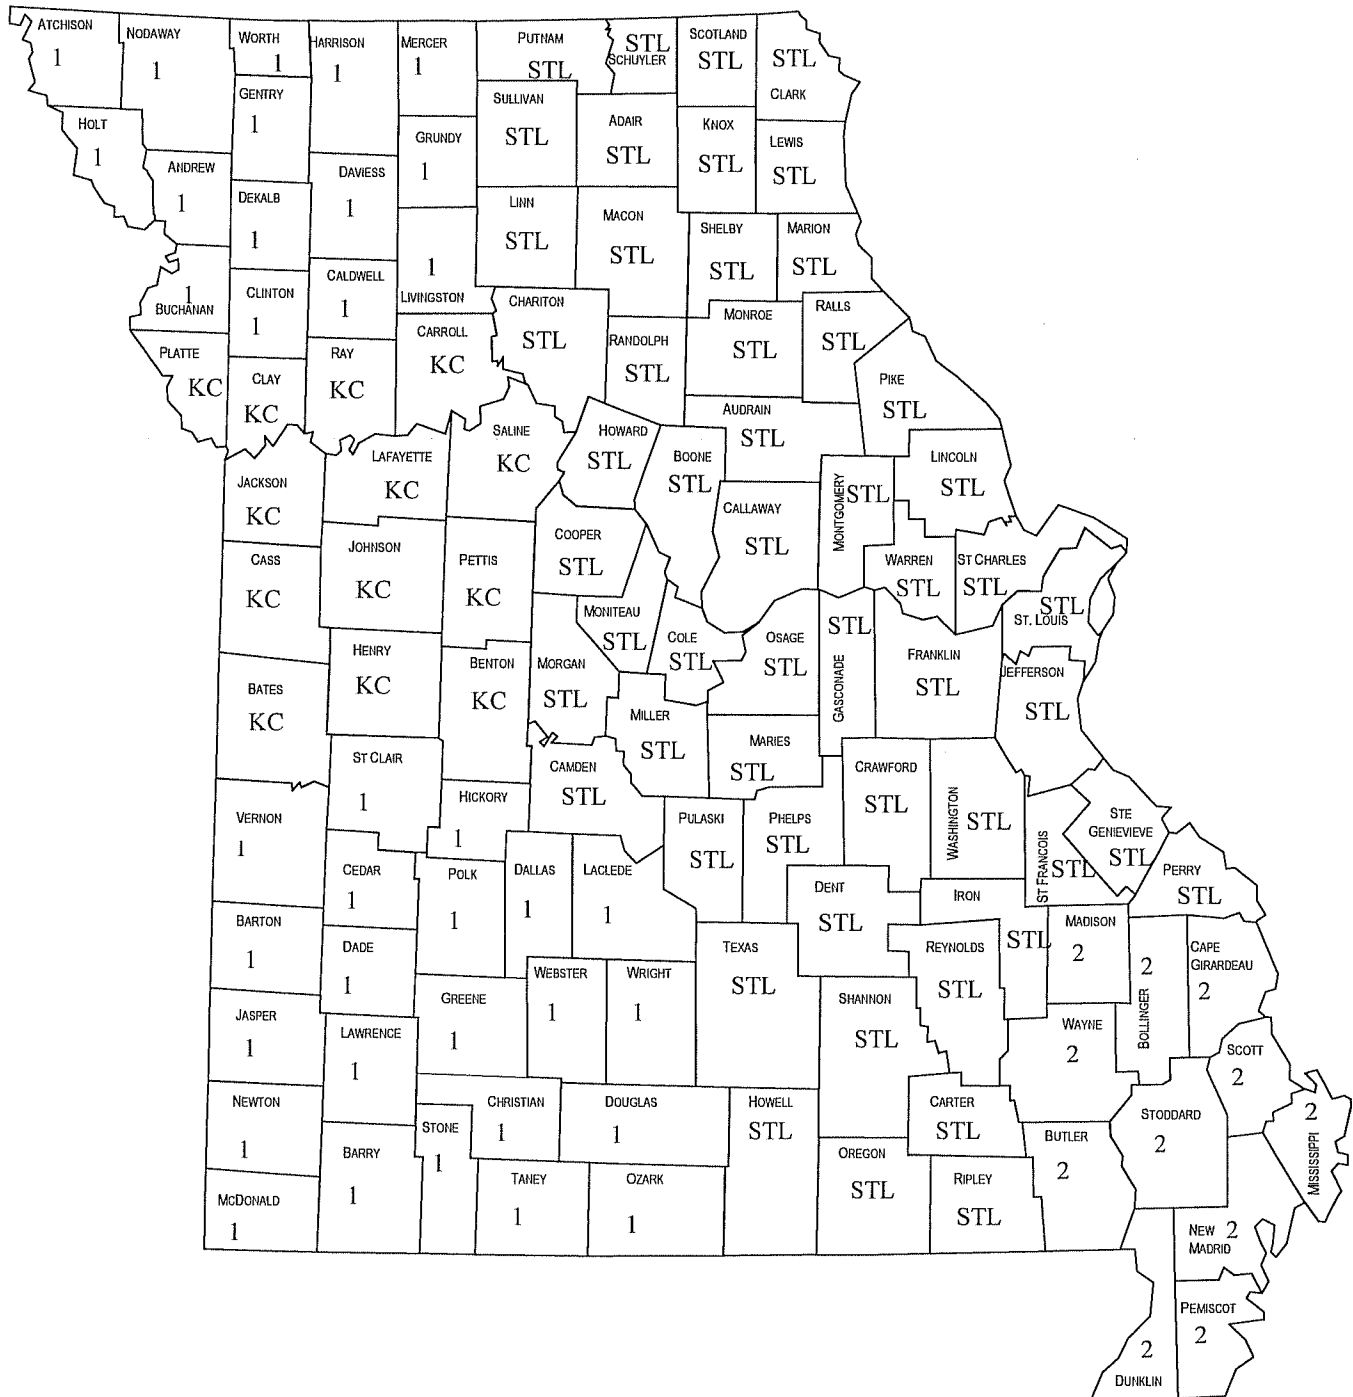 ATCHISON
1
NODAWAY
1
WORTH
1
HARRISON
1
MERCER
1
PUTNAM
STL
STL
SCHUYLER
SCOTLAND
STL
STL
CLARK
HOLT
1
ANDREW
1
GENTRY
1
DEKALB
1
DAVIESS
1
GRUNDY
1
SULLIVAN
STL
ADAIR
STL
KNOX
STL
LEWIS
STL
LINN
STL
MACON
STL
SHELBY
STL
MARION
STL
1
BUCHANAN
CLINTON
1
CALDWELL
1
1
LIVINGSTON
CHARITON
STL
RANDOLPH
STL
MONROE
STL
RALLS
STL
PLATTE
KC
CLAY
KC
RAY
KC
CARROLL
KC
PIKE
STL
AUDRAIN
STL
SALINE
KC
HOWARD
STL
BOONE
STL
LINCOLN
STL
JACKSON
KC
LAFAYETTE
KC
MONTGOMERY
STL
CALLAWAY
STL
COOPER
STL
WARREN
STL
ST CHARLES
STL
CASS
KC
JOHNSON
KC
PETTIS
KC
MONITEAU
STL
COLE
STL
OSAGE
STL
STL
GASCONADE
FRANKLIN
STL
STL
ST. LOUIS
JEFFERSON
STL
BATES
KC
HENRY
KC
BENTON
KC
MORGAN
STL
MILLER
STL
MARIES
STL
ST CLAIR
1
HICKORY
1
CAMDEN
STL
PULASKI
STL
PHELPS
STL
CRAWFORD
STL
WASHINGTON
STL
ST FRANCOIS
STL
STE
GENIEVIEVE
STL
PERRY
STL
VERNON
1
CEDAR
1
POLK
1
DALLAS
1
LACLEDE
1
DENT
STL
IRON
STL
MADISON
2
BARTON
1
DADE
1
GREENE
1
WEBSTER
1
WRIGHT
1
TEXAS
STL
REYNOLDS
STL
SHANNON
STL
2
BOLLINGER
CAPE
GIRARDEAU
2
JASPER
1
LAWRENCE
1
WAYNE
2
SCOTT
2
NEWTON
1
STONE
1
CHRISTIAN
1
DOUGLAS
1
HOWELL
STL
CARTER
STL
BUTLER
2
STODDARD
2
2
MISSISSIPPI
MCDONALD
1
BARRY
1
TANEY
1
OZARK
1
OREGON
STL
RIPLEY
STL
NEW
MADRID
2
PEMISCOT
2
2
DUNKLIN